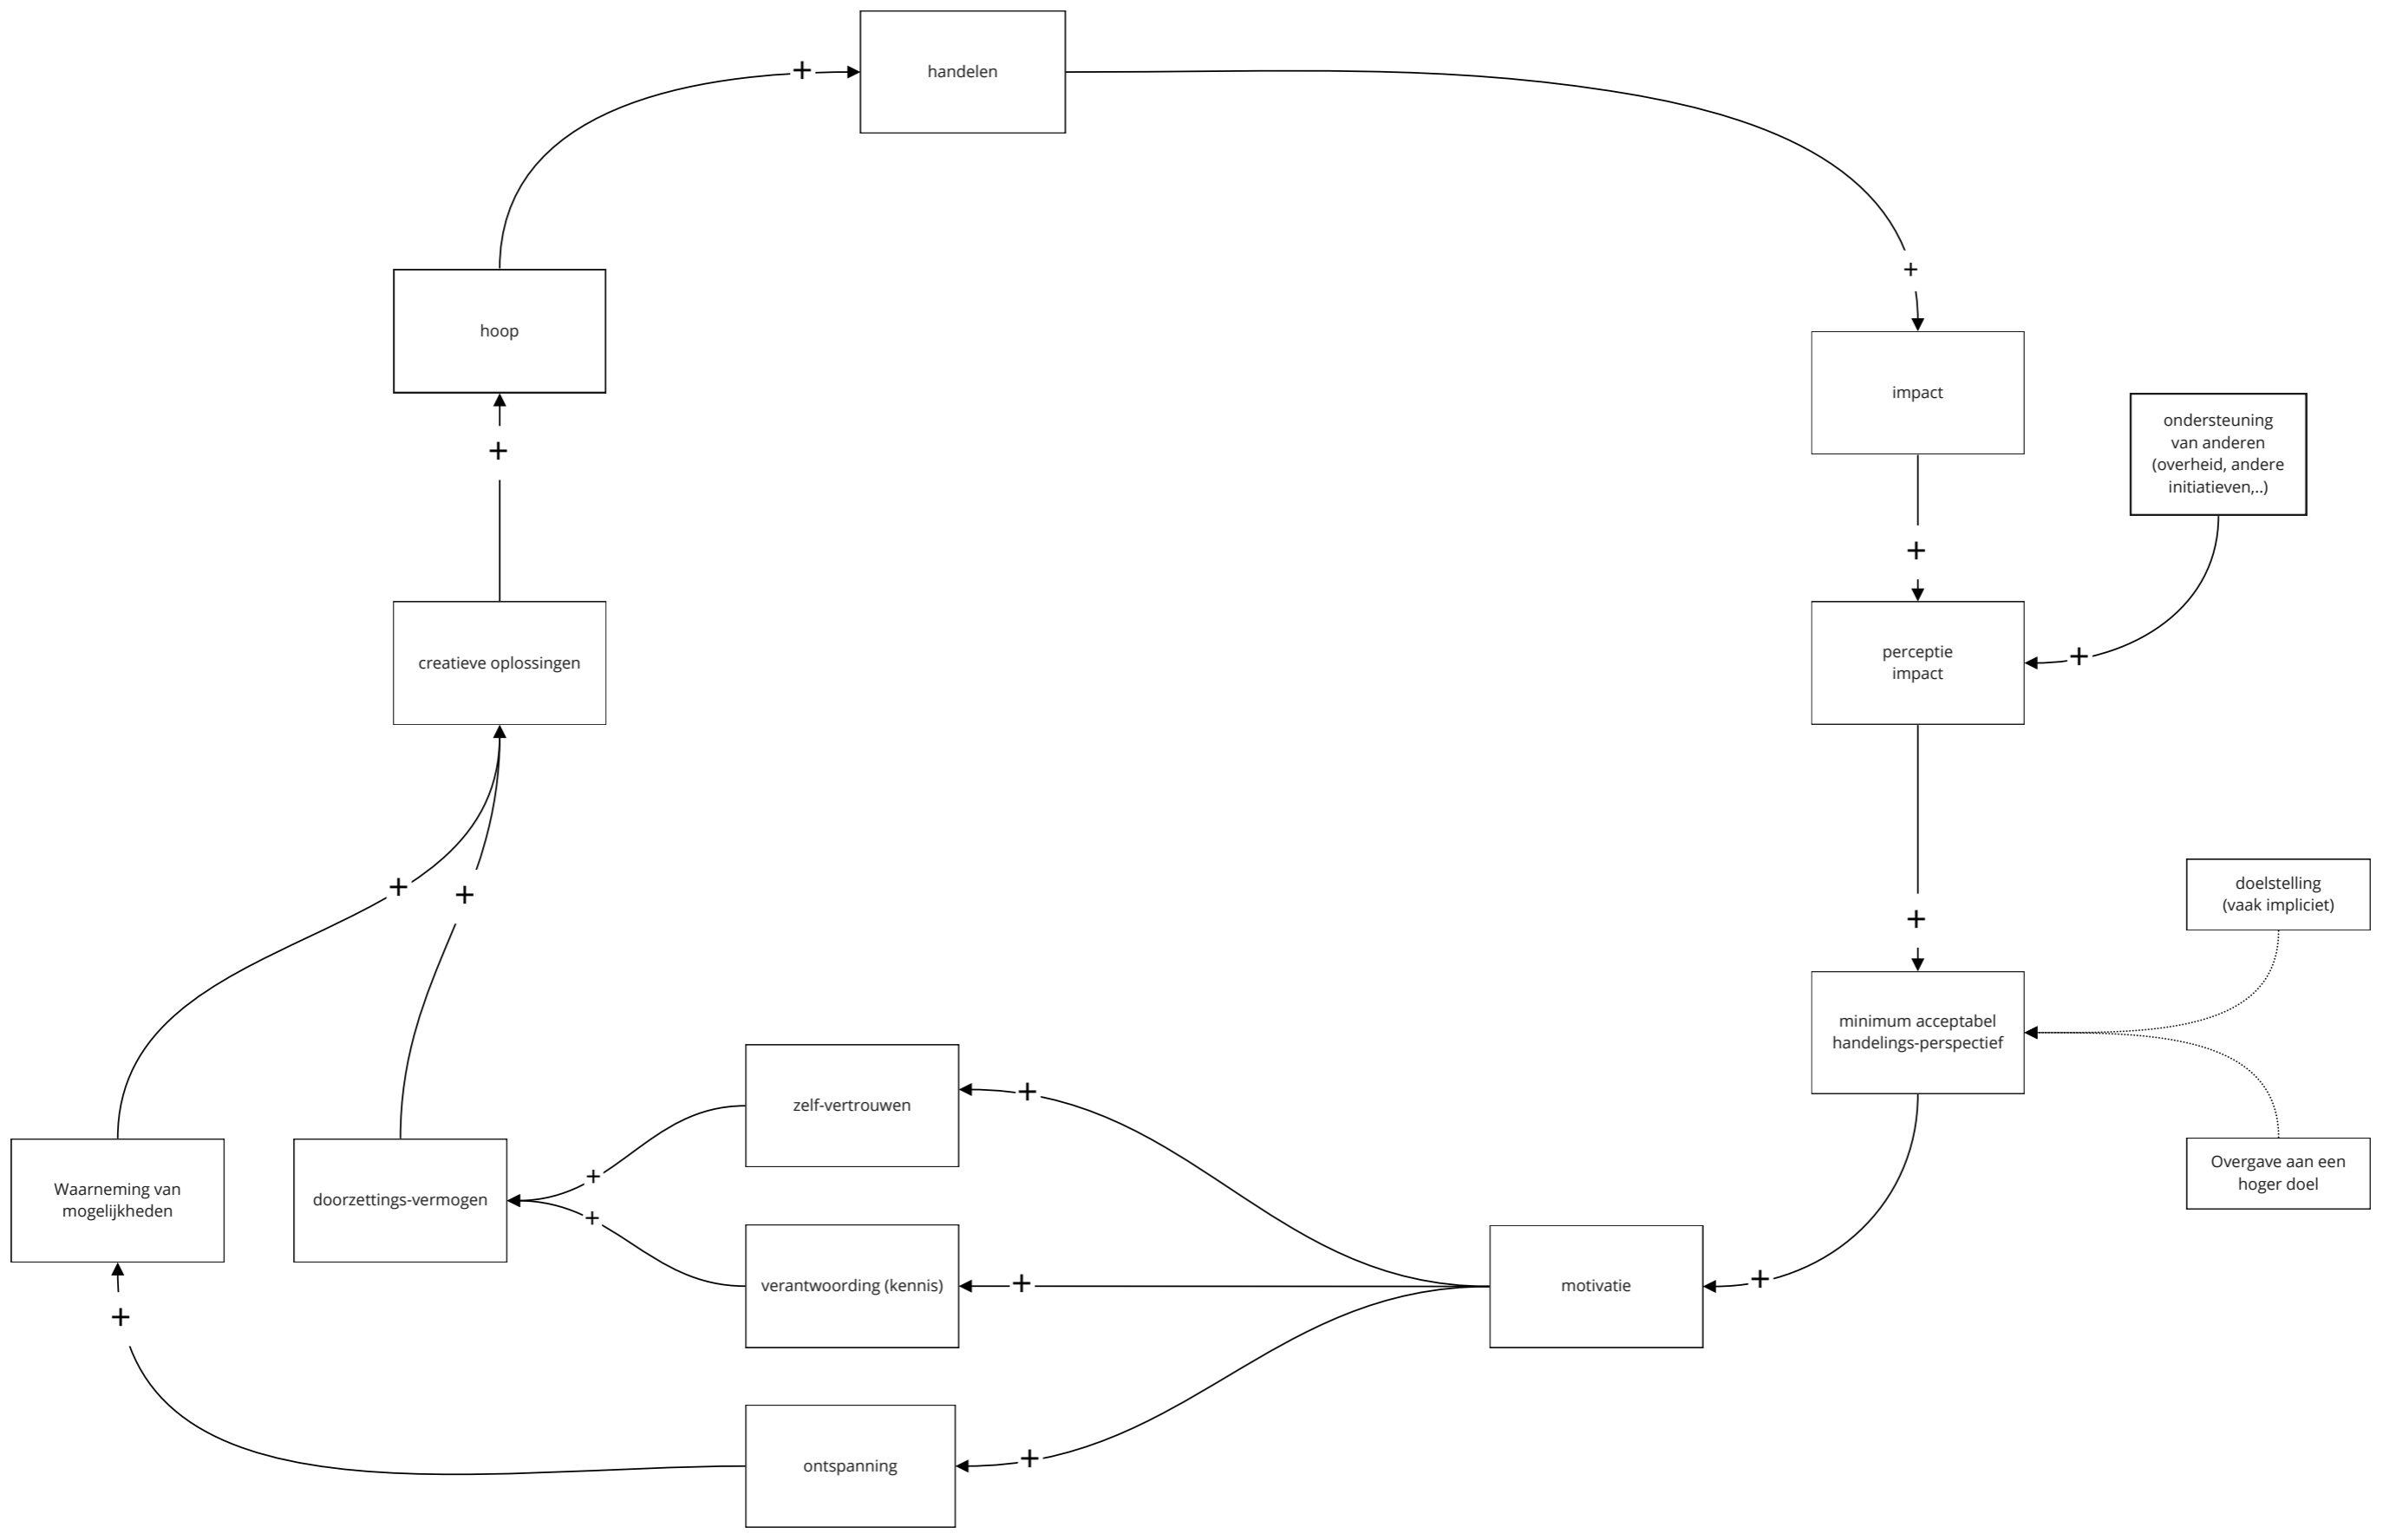 handelen
+
+
hoop
impact
ondersteuning
van anderen
(overheid, andere
initiatieven,..)
+
+
creatieve oplossingen
perceptie
impact
+
+
+
+
doelstelling
(vaak impliciet)
minimum acceptabel
handelings-perspectief
zelf-vertrouwen
+
Overgave aan een
hoger doel
Waarneming van
mogelijkheden
doorzettings-vermogen
+
+
verantwoording (kennis)
+
motivatie
+
+
ontspanning
+